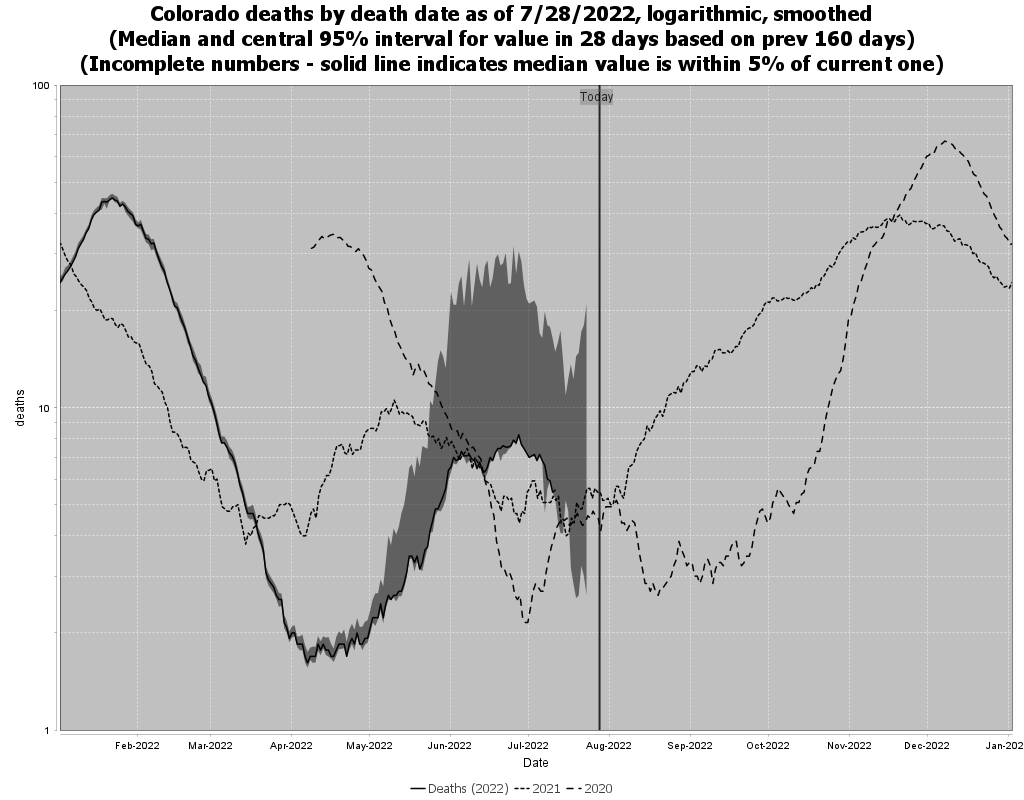 Colorado deaths by death date as of 7/28/2022, logarithmic, smoothed
(Median and central 95% interval for value in 28 days based on prev 160 days)
(Incomplete numbers - solid line indicates median value is within 5% of current one)
100
Today
deaths
10
1
Feb-2022 Mar-2022 Apr-2022 May-2022 Jun-2022 Jul-2022 Aug-2022 Sep-2022 Oct-2022 Nov-2022 Dec-2022 Jan-202
Date
Deaths (2022) 2021 2020